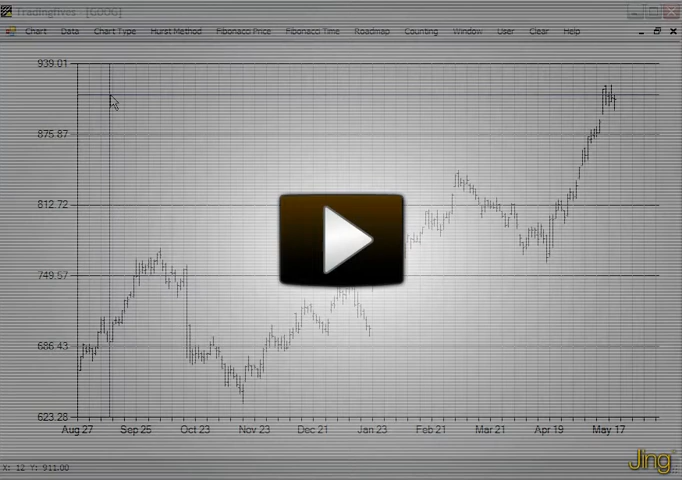 Tradingfives - [GOOG]
Chart Data Chart Type Hurst Method Fibonaco Price Fibonaco Time Roadmap Counting Window User Clear Help
939.01
875.87
812.72
749.57
686.43
623.28
Aug 27 Sep 25 Oct 23 Nov 23 Dec 21 Jan 23 Feb 21 Mar 21 Apr 19 May 17
Jing
X: 12 Y: 911.00